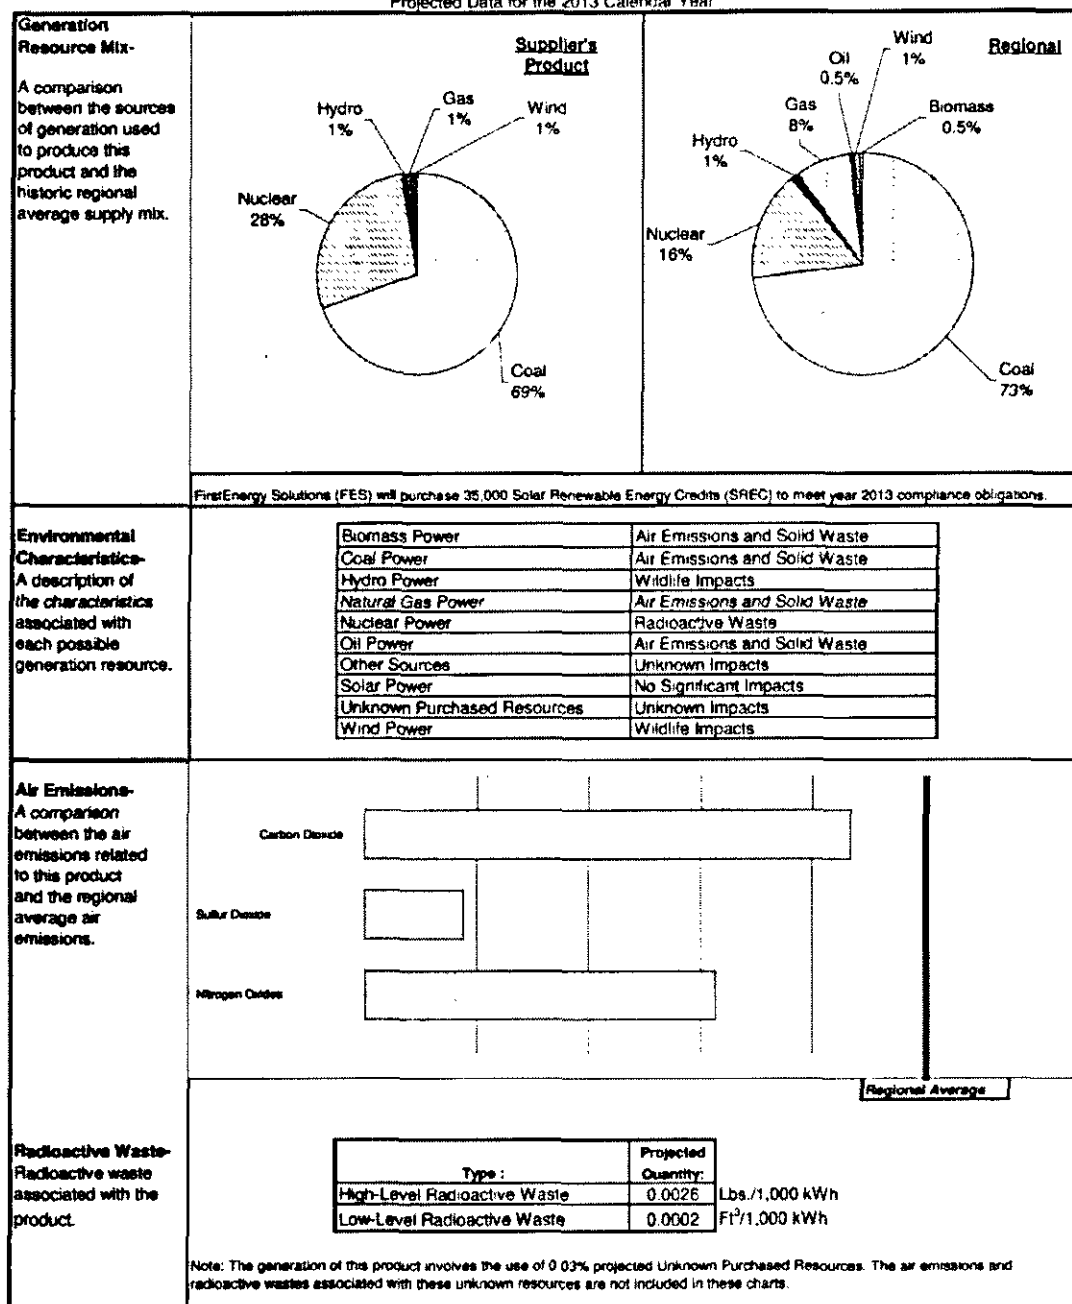 Projected Data for the 2013 Calendar Year
Generation
Resource Mix-
A comparison
between the sources
of generation used
to produce this
product and the
historic regional
average supply mix.
Supplier's
Product
Hydro
1%
Gas
1%
Wind
1%
Nuclear
28%
Coal
69%
Regional
Wind
1%
Oil
0.5%
Biomass
0.5%
Gas
8%
Hydro
1%
Nuclear
16%
Coal
73%
FirstEnergy Solutions (FES) will purchase 35,000 Solar Renewable Energy Credits (SREC) to meet year 2013 compliance obligations.
Environmental
Characteristics-
A description of
the characteristics
associated with
each possible
generation resource.
Biomass Power Air Emissions and Solid Waste
Coal Power Air Emissions and Solid Waste
Hydro Power Wildlife Impacts
Natural Gas Power Air Emissions and Solid Waste
Nuclear Power Radioactive Waste
Oil Power Air Emissions and Solid Waste
Other Sources Unknown Impacts
Solar Power No Significant Impacts
Unknown Purchased Resources Unknown Impacts
Wind Power Wildlife Impacts
Air Emissions-
A comparison
between the air
emissions related
to this product
and the regional
average air
emissions.
Carbon Dioxide
Sulfur Dioxide
Nitrogen Oxides
Regional Average
Radioactive Waste-
Radioactive waste
associated with the
product.
Type : Projected Quantity:
High-Level Radioactive Waste 0.0026 Lbs./1,000 kWh
Low-Level Radioactive Waste 0.0002 Ft³/1,000 kWh
Note: The generation of this product involves the use of 0.03% projected Unknown Purchased Resources. The air emissions and
radioactive wastes associated with these unknown resources are not included in these charts.